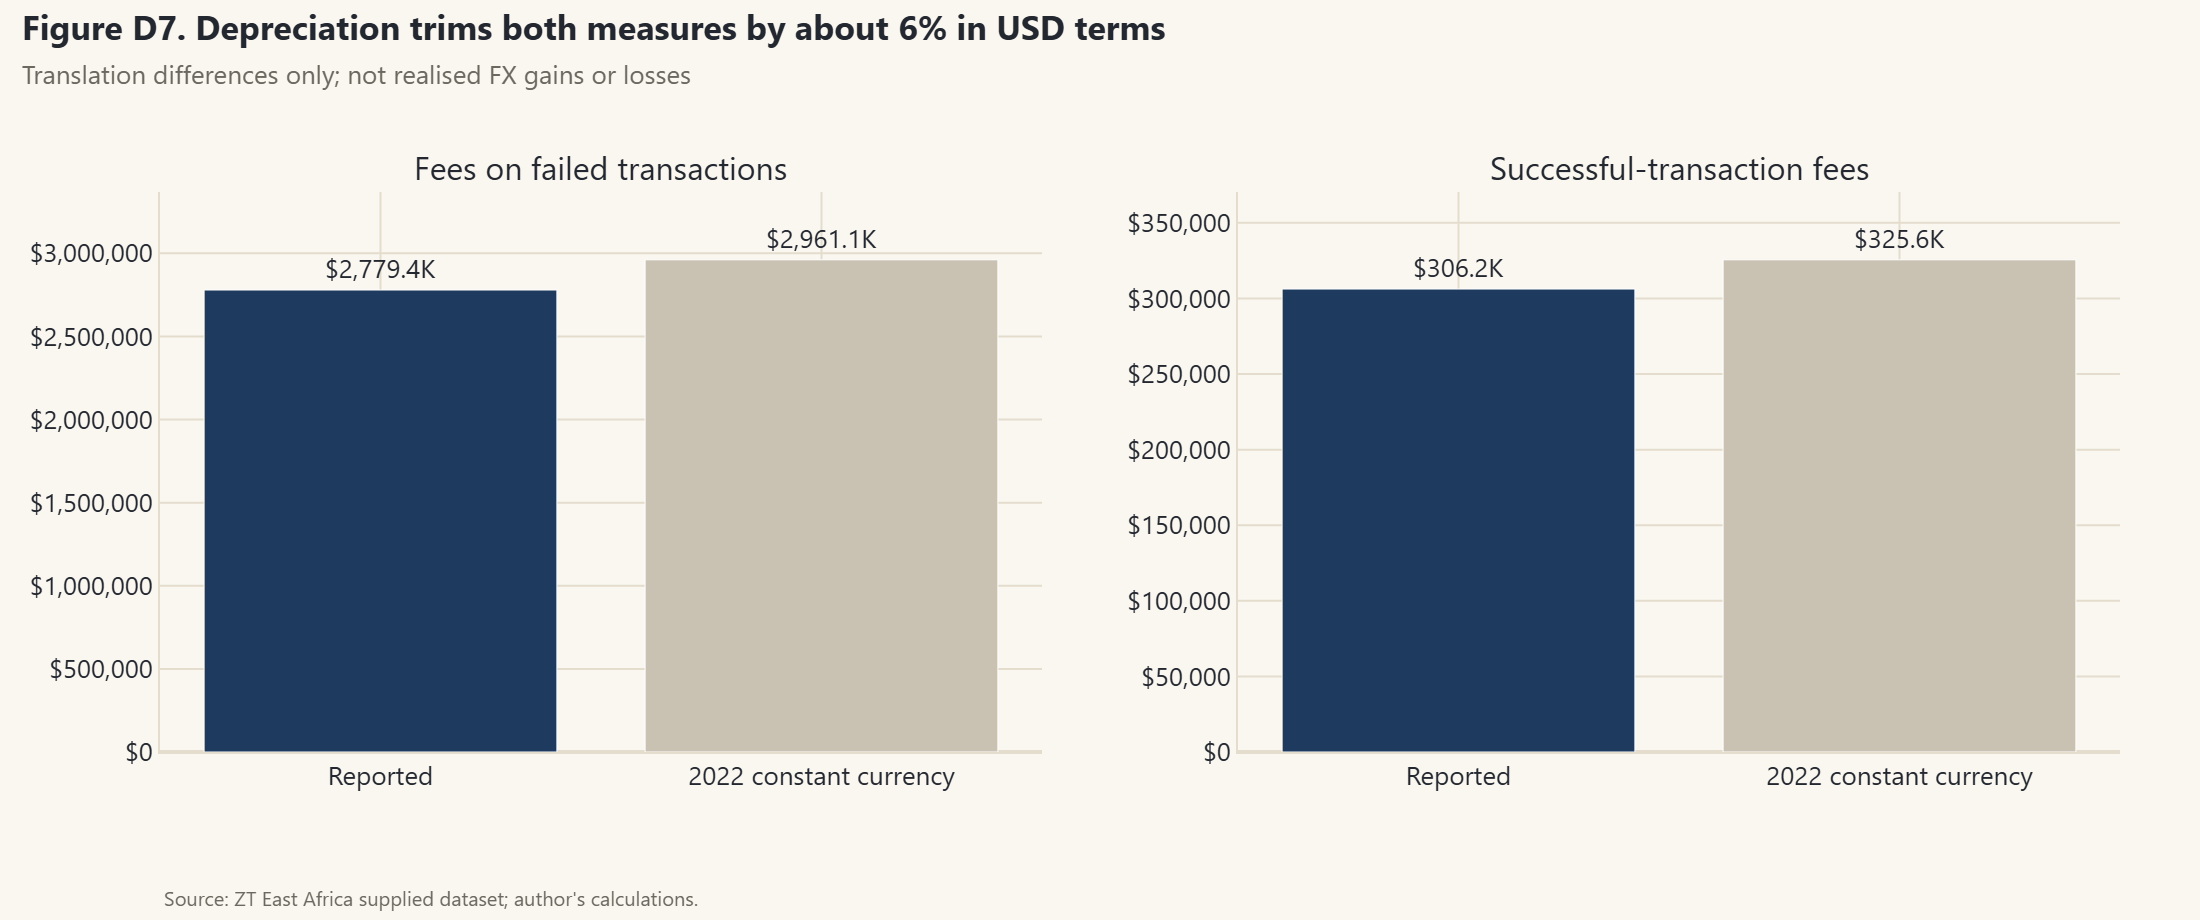 Figure D7. Depreciation trims both measures by about 6% in USD terms
Translation differences only; not realised FX gains or losses
Fees on failed transactions
$3,000,000
$2,500,000
$2,000,000
$1,500,000
$1,000,000
$500,000
$0
$2,779.4K
$2,961.1K
Reported
2022 constant currency
Successful-transaction fees
$350,000
$300,000
$250,000
$200,000
$150,000
$100,000
$50,000
$0
$306.2K
$325.6K
Reported
2022 constant currency
Source: ZT East Africa supplied dataset; author's calculations.